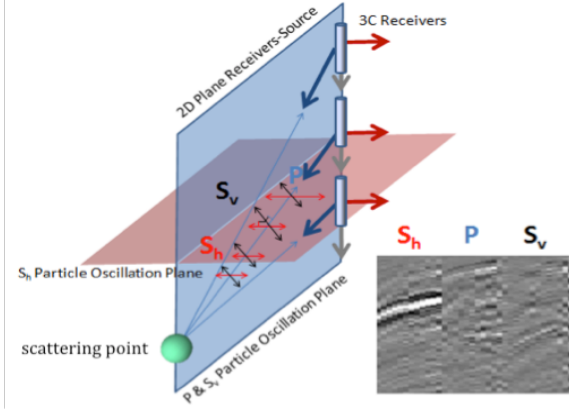 3C Receivers
2D Plane Receivers-Source
P
Sv
Sh
Sh Particle Oscillation Plane
scattering point
P & Sv Particle Oscillation Plane
Sh P Sv